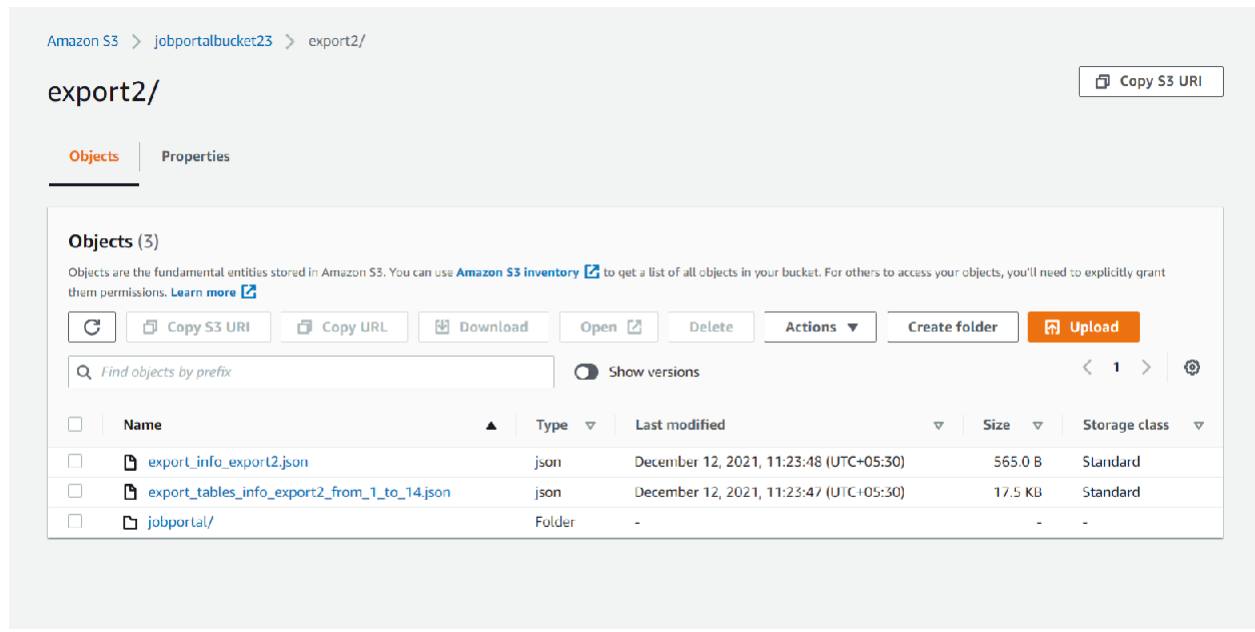 Amazon S3 > jobportalbucket23 > export2/
export2/
Copy S3 URI
Objects
Properties
Objects (3)
Objects are the fundamental entities stored in Amazon S3. You can use Amazon S3 inventory to get a list of all objects in your bucket. For others to access your objects, you'll need to explicitly grant
them permissions. Learn more
Copy S3 URI Copy URL Download Open Delete Actions Create folder Upload
Find objects by prefix Show versions 1
Name Type Last modified Size Storage class
export_info_export2.json json December 12, 2021, 11:23:48 (UTC+05:30) 565.0 B Standard
export_tables_info_export2_from_1_to_14.json json December 12, 2021, 11:23:47 (UTC+05:30) 17.5 KB Standard
jobportal/ Folder - - -